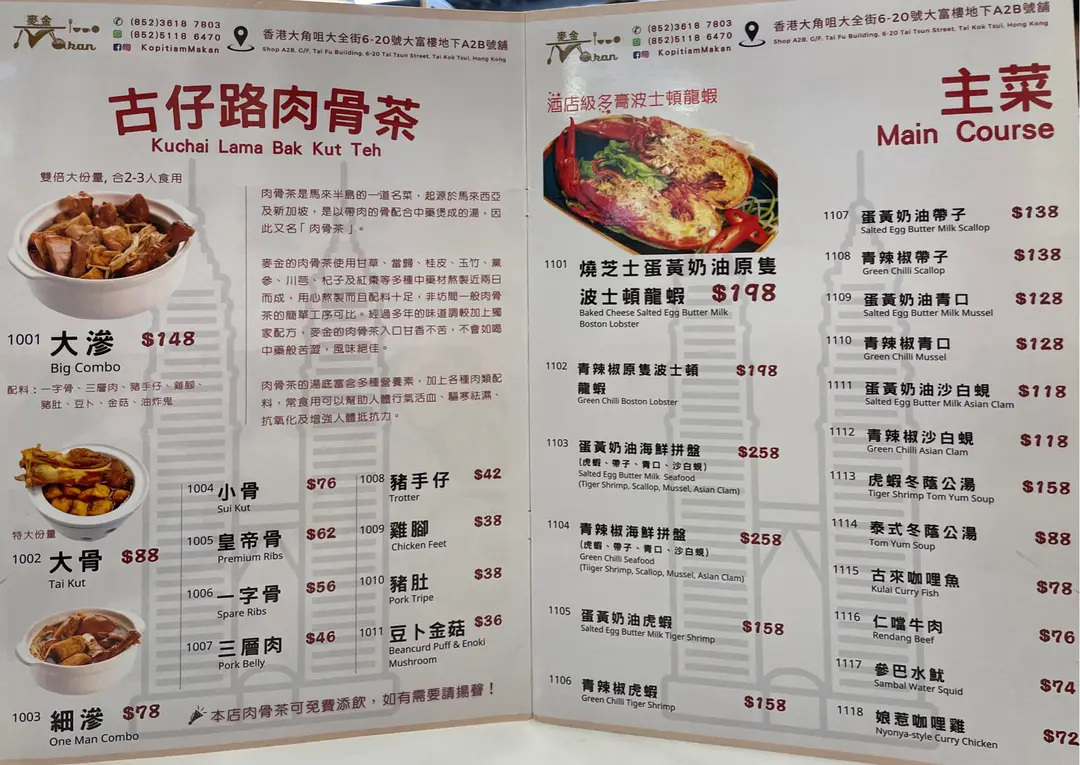 麥金
Makan
(852)3618 7803
(852)5118 6470
KopitiamMakan
香港大角咀大全街6-20號大富樓地下A2B號舖
Shop A2B, G/F, Tai Fu Building, 6-20 Tai Tsun Street, Tai Kok Tsui, Hong Kong
古仔路肉骨茶
Kuchai Lama Bak Kut Teh
雙倍大份量, 合2-3人食用
肉骨茶是馬來半島的一道名菜，起源於馬來西亞
及新加坡，是以帶肉的骨配合中藥煲成的湯，因
此又名「肉骨茶」。
麥金的肉骨茶使用甘草、當歸、桂皮、玉竹、黨
參、川芎、杞子及紅棗等多種中藥材熬製近兩日
而成，用心熬製而且配料十足，非坊間一般肉骨
茶的簡單工序可比。經過多年的味道調較加上獨
家配方，麥金的肉骨茶入口甘香不苦，不會如喝
中藥般苦澀，風味絕佳。
肉骨茶的湯底富含多種營養素，加上各種肉類配
料，常食用可以幫助人體行氣活血、驅寒祛濕、
抗氧化及增強人體抵抗力。
1001 大滲 $148
Big Combo
配料：一字骨、三層肉、豬手仔、雞腳、
豬肚、豆卜、金菇、油炸鬼
特大份量
1002 大骨 $88
Tai Kut
1003 細滲 $78
One Man Combo
1004 小骨 $76
Sui Kut
1005 皇帝骨 $62
Premium Ribs
1006 一字骨 $56
Spare Ribs
1007 三層肉 $46
Pork Belly
1008 豬手仔 $42
Trotter
1009 雞腳 $38
Chicken Feet
1010 豬肚 $38
Pork Tripe
1011 豆卜金菇 $36
Beancurd Puff & Enoki
Mushroom
本店肉骨茶可免費添飲，如有需要請揚聲！
麥金
Makan
(852)3618 7803
(852)5118 6470
KopitiamMakan
香港大角咀大全街6-20號大富樓地下A2B號舖
Shop A2B, G/F, Tai Fu Building, 6-20 Tai Tsun Street, Tai Kok Tsui, Hong Kong
酒店級多膏波士頓龍蝦
主菜
Main Course
1101 燒芝士蛋黃奶油原隻
波士頓龍蝦 $198
Baked Cheese Salted Egg Butter Milk
Boston Lobster
1102 青辣椒原隻波士頓 $198
龍蝦
Green Chilli Boston Lobster
1103 蛋黃奶油海鮮拼盤 $258
(虎蝦、帶子、青口、沙白蜆)
Salted Egg Butter Milk Seafood
(Tiger Shrimp, Scallop, Mussel, Asian Clam)
1104 青辣椒海鮮拼盤 $258
(虎蝦、帶子、青口、沙白蜆)
Green Chilli Seafood
(Tiiger Shrimp, Scallop, Mussel, Asian Clam)
1105 蛋黃奶油虎蝦 $158
Salted Egg Butter Milk Tiger Shrimp
1106 青辣椒虎蝦 $158
Green Chilli Tiger Shrimp
1107 蛋黃奶油帶子 $138
Salted Egg Butter Milk Scallop
1108 青辣椒帶子 $138
Green Chilli Scallop
1109 蛋黃奶油青口 $128
Salted Egg Butter Milk Mussel
1110 青辣椒青口 $128
Green Chilli Mussel
1111 蛋黃奶油沙白蜆 $118
Salted Egg Butter Milk Asian Clam
1112 青辣椒沙白蜆 $118
Green Chilli Asian Clam
1113 虎蝦冬蔭公湯 $158
Tiger Shrimp Tom Yum Soup
1114 泰式冬蔭公湯 $88
Tom Yum Soup
1115 古來咖哩魚 $78
Kulai Curry Fish
1116 仁噹牛肉 $76
Rendang Beef
1117 參巴水魷 $74
Sambal Water Squid
1118 娘惹咖哩雞 $72
Nyonya-style Curry Chicken